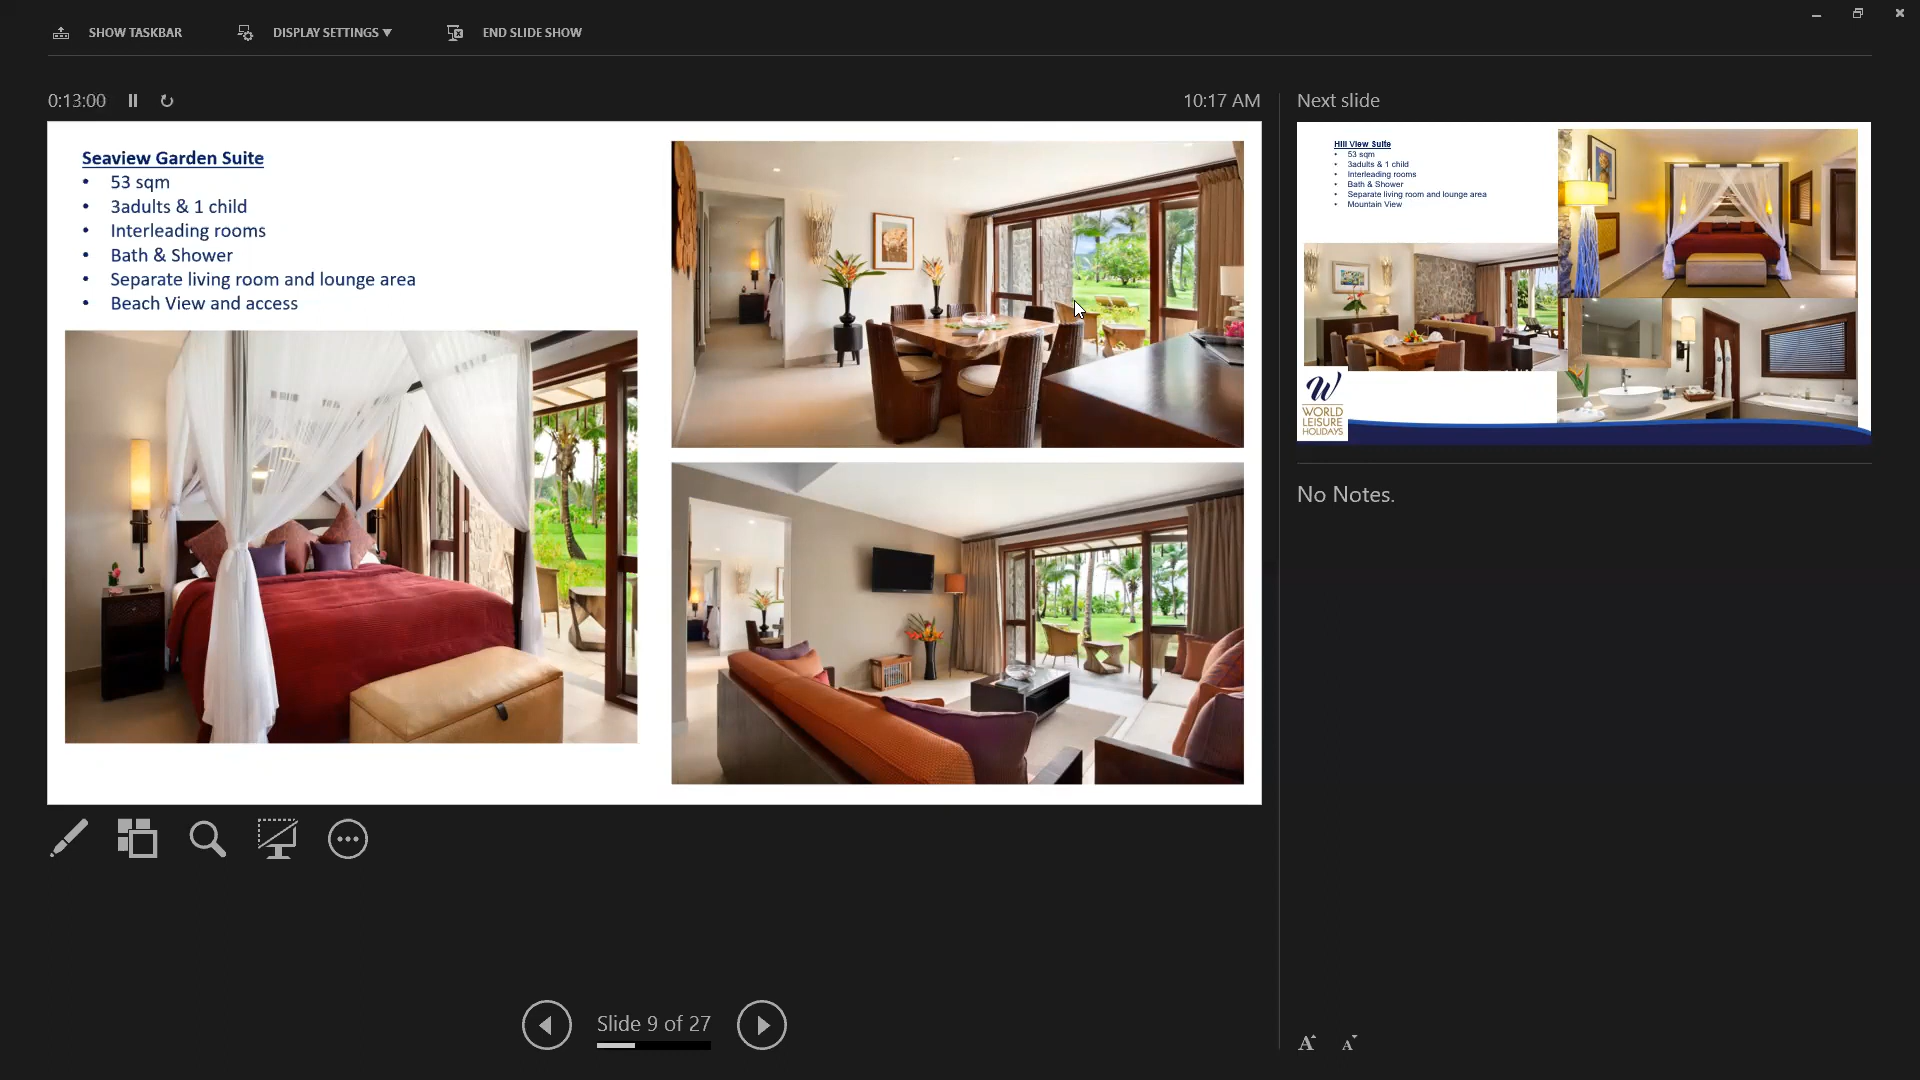 SHOW TASKBAR
DISPLAY SETTINGS ▼
END SLIDE SHOW
0:13:00
10:17 AM
Next slide
Seaview Garden Suite
• 53 sqm
• 3adults & 1 child
• Interleading rooms
• Bath & Shower
• Separate living room and lounge area
• Beach View and access
Hill View Suite
• 53 sqm
• 3adults & 1 child
• Interleading rooms
• Bath & Shower
• Separate living room and lounge area
• Mountain View
W
WORLD
LEISURE
HOLIDAYS
No Notes.
Slide 9 of 27
A A